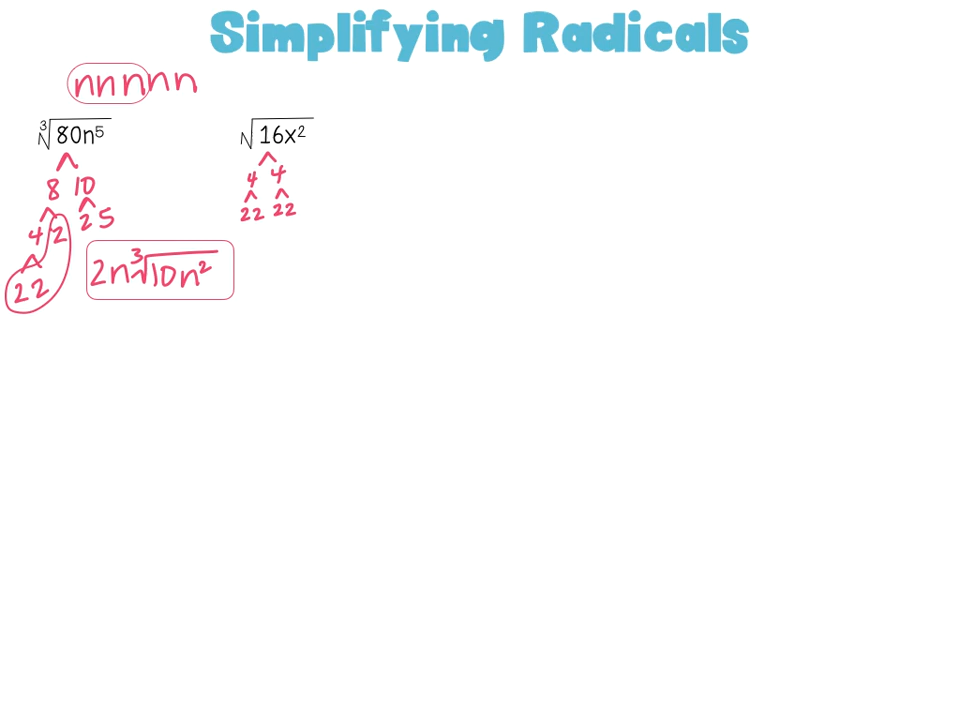 Simplifying Radicals
nnnnn
∛80n⁵
√16x²
8 10
4 4
4 2 2 5
22 22
22
2n∛10n²